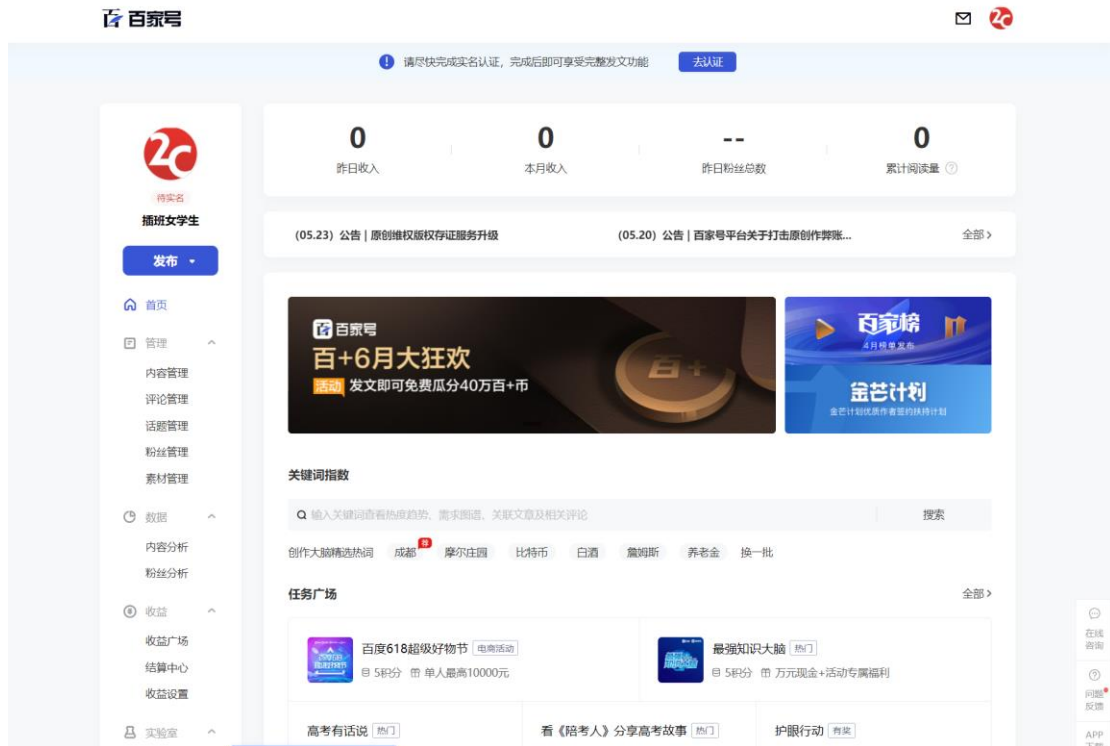 百家号
请尽快完成实名认证，完成后即可享受完整发文功能 去认证
待实名
插班女学生
发布
首页
管理
内容管理
评论管理
话题管理
粉丝管理
素材管理
数据
内容分析
粉丝分析
收益
收益广场
结算中心
收益设置
实验室
0 0 -- 0
昨日收入 本月收入 昨日粉丝总数 累计阅读量
（05.23）公告 | 原创维权版权存证服务升级 （05.20）公告 | 百家号平台关于打击原创作弊账... 全部
百家号
百+6月大狂欢
活动 发文即可免费瓜分40万百+币
百+
百家榜
4月榜单发布
金芒计划
金芒计划优质作者签约扶持计划
关键词指数
输入关键词查看热度趋势、需求图谱、关联文章及相关评论 搜索
创作大脑精选热词 成都 荐 摩尔庄园 比特币 白酒 詹姆斯 养老金 换一批
任务广场 全部
百度618超级好物节 电商活动
5积分 单人最高10000元
最强知识大脑 热门
5积分 万元现金+活动专属福利
高考有话说 热门 看《陪考人》分享高考故事 热门 护眼行动 有奖
在线
咨询
问题
反馈
APP